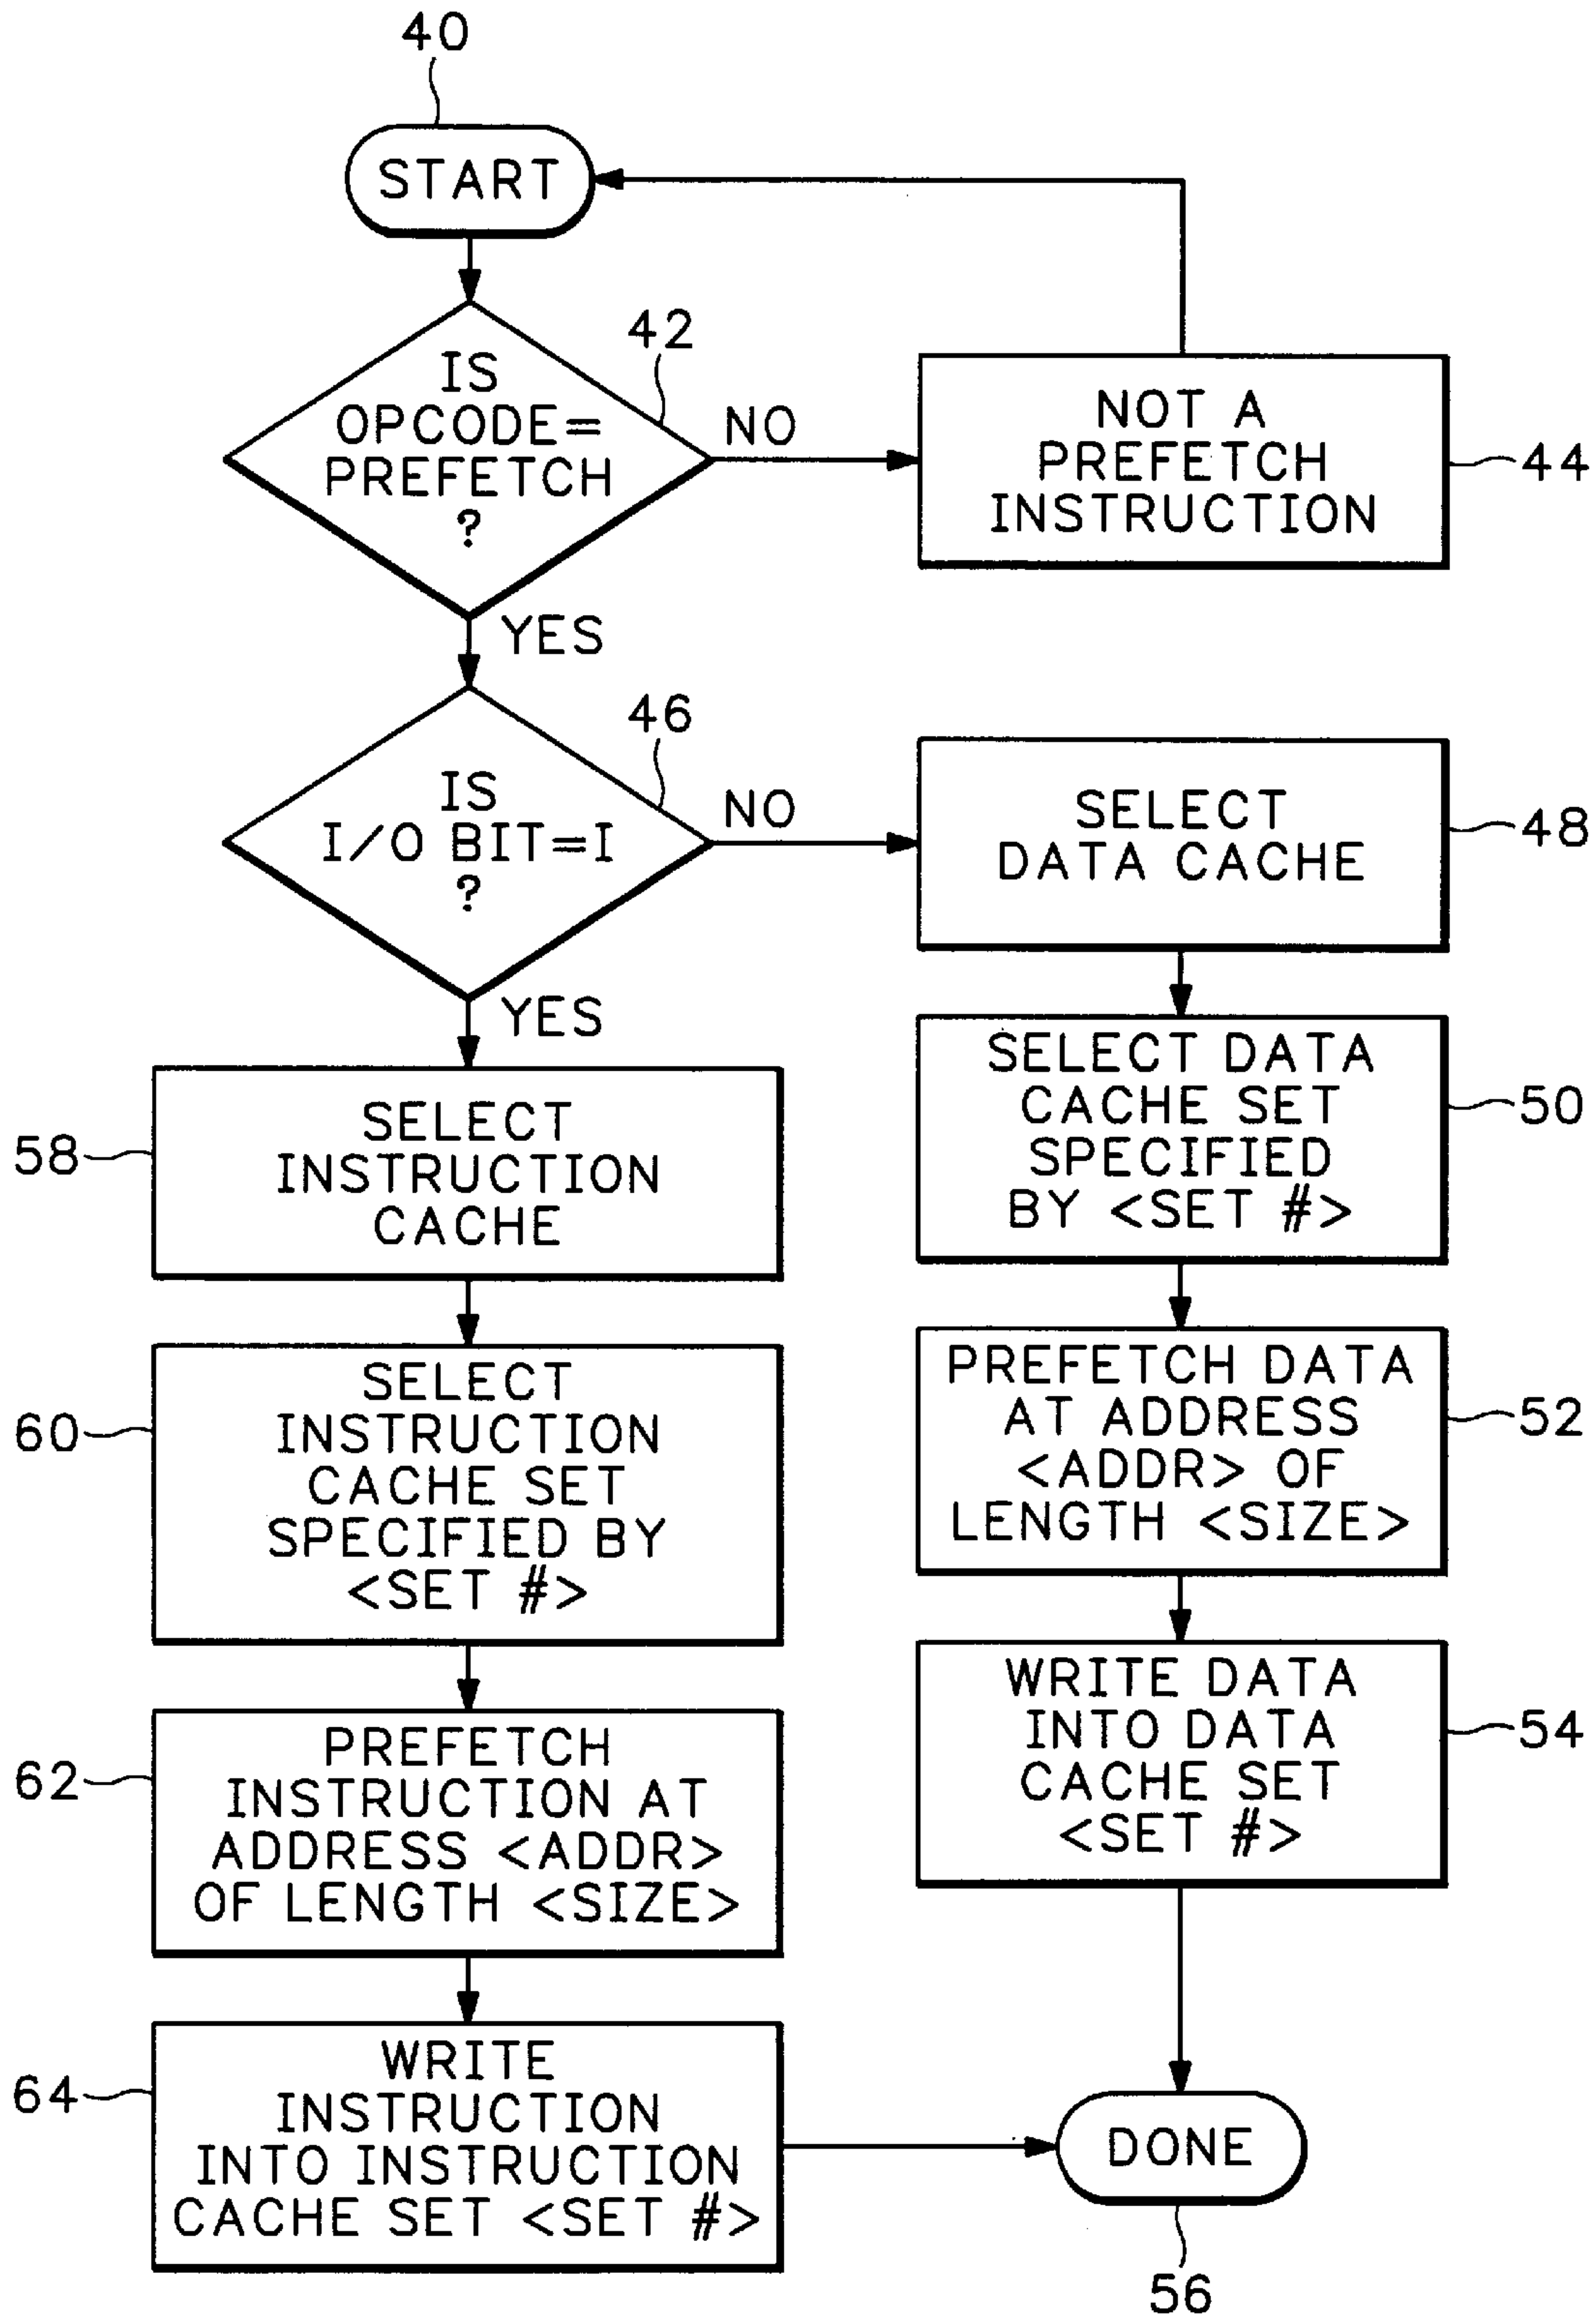 40
START
42
IS
OPCODE=
PREFETCH
?
NO
NOT A
PREFETCH
INSTRUCTION
44
YES
46
IS
I/O BIT=I
?
NO
SELECT
DATA CACHE
48
YES
SELECT DATA
CACHE SET
SPECIFIED
BY <SET #>
50
58
SELECT
INSTRUCTION
CACHE
PREFETCH DATA
AT ADDRESS
<ADDR> OF
LENGTH <SIZE>
52
60
SELECT
INSTRUCTION
CACHE SET
SPECIFIED BY
<SET #>
WRITE DATA
INTO DATA
CACHE SET
<SET #>
54
62
PREFETCH
INSTRUCTION AT
ADDRESS <ADDR>
OF LENGTH <SIZE>
64
WRITE
INSTRUCTION
INTO INSTRUCTION
CACHE SET <SET #>
DONE
56